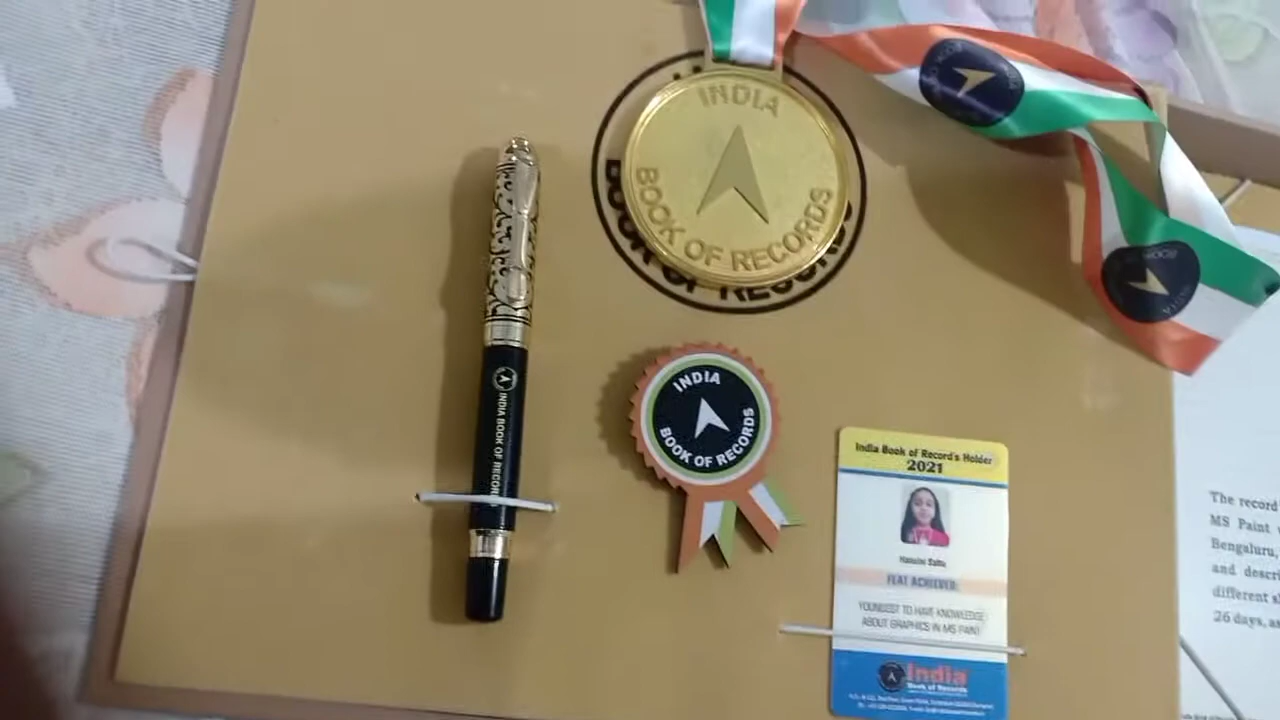 INDIA
BOOK OF RECORDS
BOOK OF RECORDS
INDIA BOOK OF RECOR
INDIA
BOOK OF RECORDS
India Book of Record's Holder
2021
FEAT ACHIEVER:
YOUNGEST TO HAVE KNOWLEDGE
ABOUT GRAPHICS IN MS PAINT
India
Book of Records
The record
MS Paint
Bengaluru,
and descri
different s
26 days, as